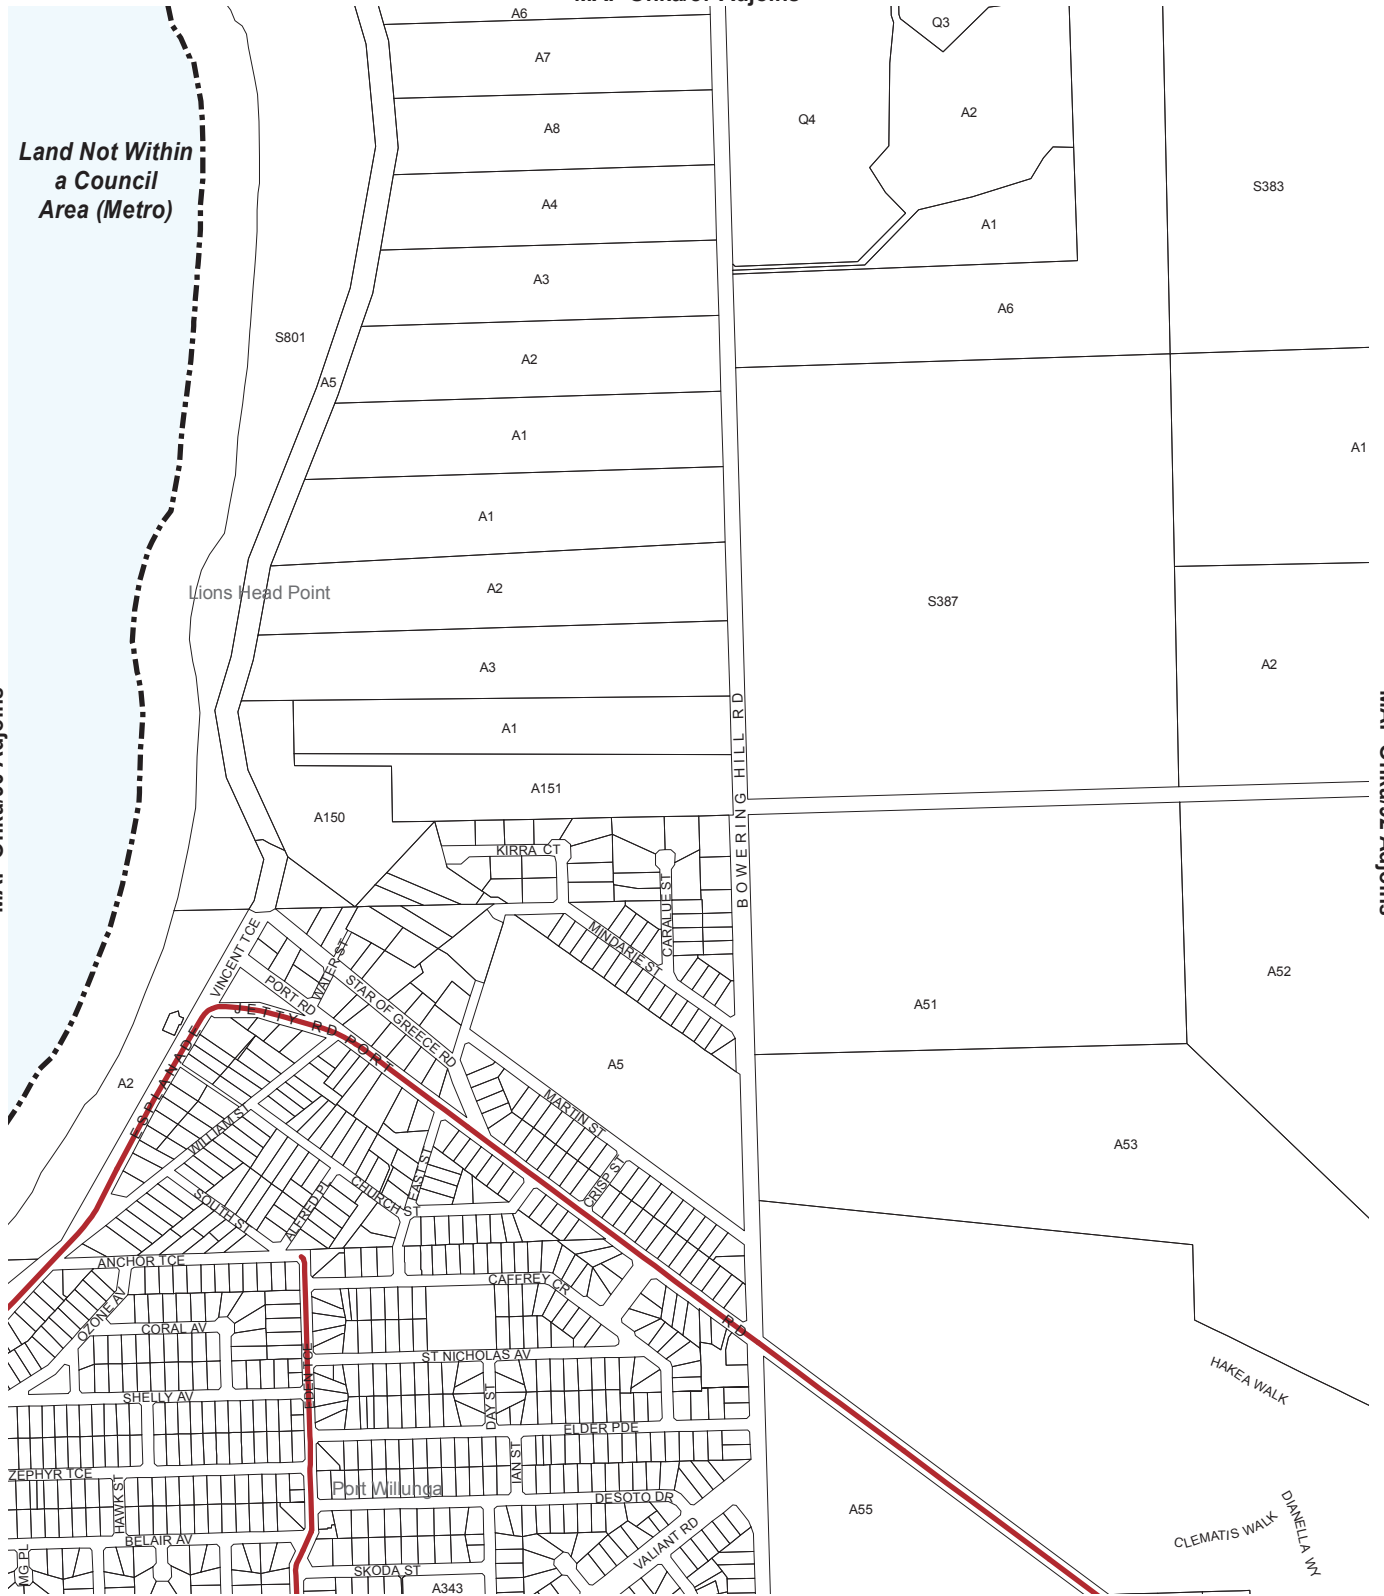 A6
Q3
A7
A2
Q4
A8
Land Not Within
a Council
Area (Metro)
S383
A4
A1
A3
A6
S801
A2
A5
A1
A1
A1
Lions Head Point
A2
S387
A3
A2
BOWERING HILL RD
A1
A151
A150
KIRRA CT
CARALUE ST
MINDARIE ST
VINCENT TCE
WALER ST
PORT RD
STAR OF GREECE RD
JETTY RD
PORT RD
A52
A51
A5
A2
ESPLANADE
WILLIAM ST
MARTIN ST
A53
EAST ST
CRISP ST
CHURCH ST
ALFRED PL
SOUTH ST
ANCHOR TCE
CAFFREY CR
OZONE AV
CORAL AV
EDEN TCE
ST NICHOLAS AV
HAKEA WALK
SHELLY AV
DAY ST
ELDER PDE
ZEPHYR TCE
IAN ST
Port Willunga
HAWK ST
DESOTO DR
A55
VALIANT RD
CLEMATIS WALK
DIANELLA WY
BELAIR AV
MG PL
SKODA ST
A343